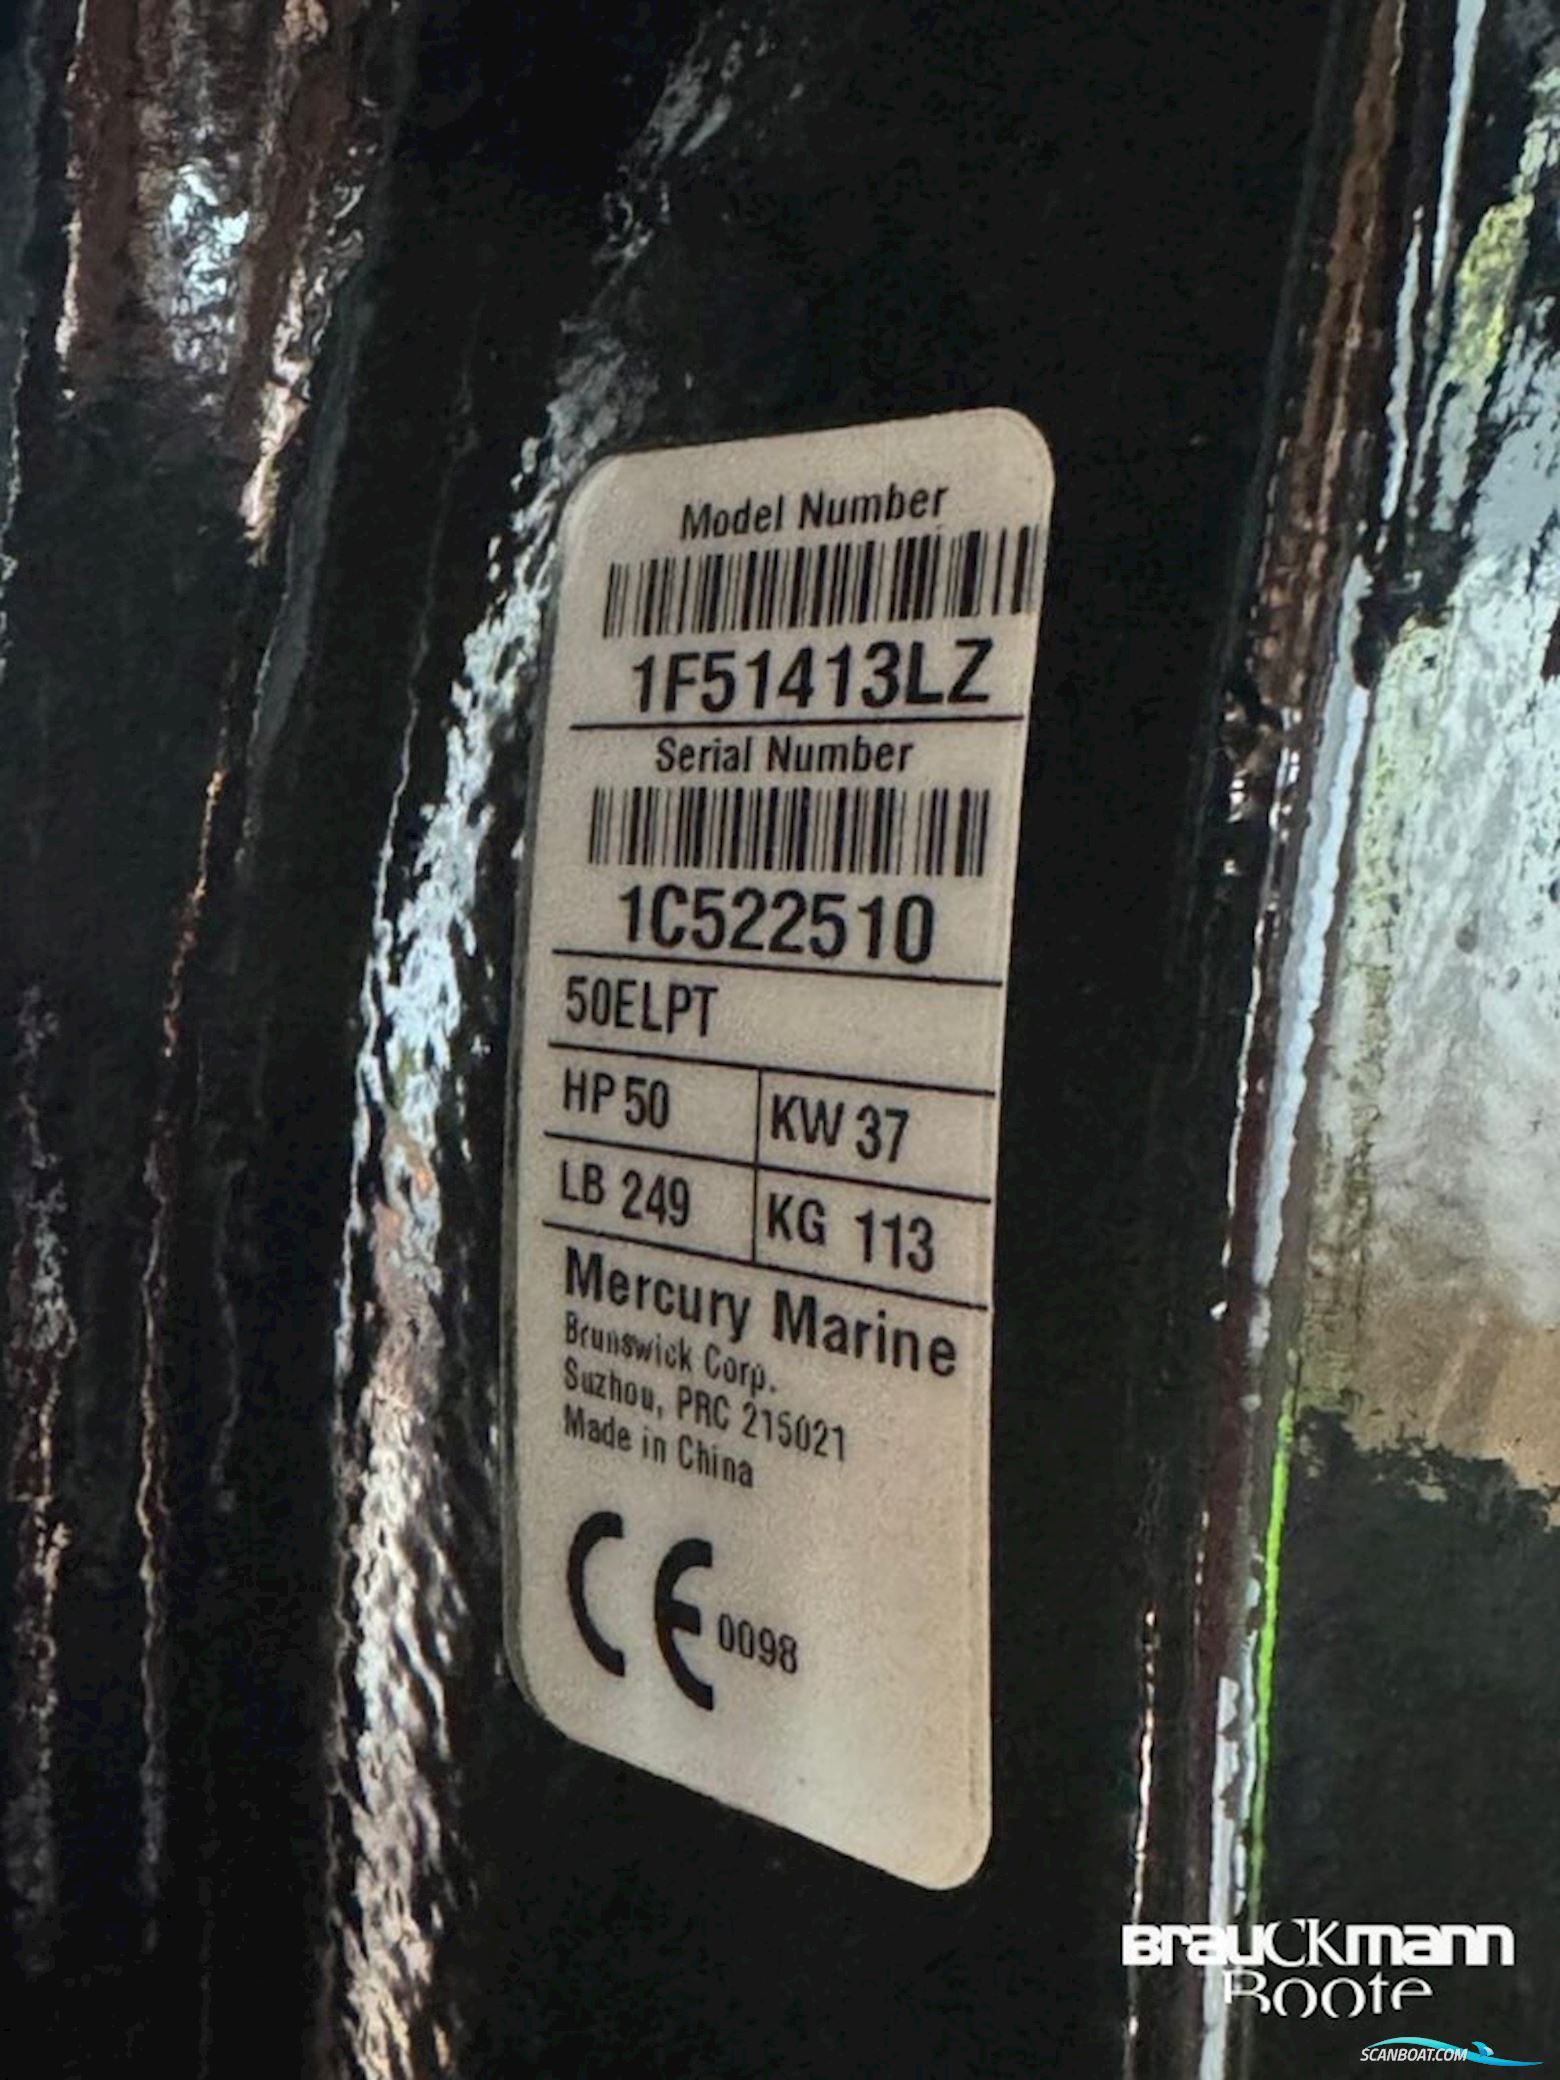 Model Number
1F51413LZ
Serial Number
1C522510
50ELPT
HP 50 KW 37
LB 249 KG 113
Mercury Marine
Brunswick Corp.
Suzhou, PRC 215021
Made in China
CE 0098
Brauckmann
Boote
SCANBOAT.COM